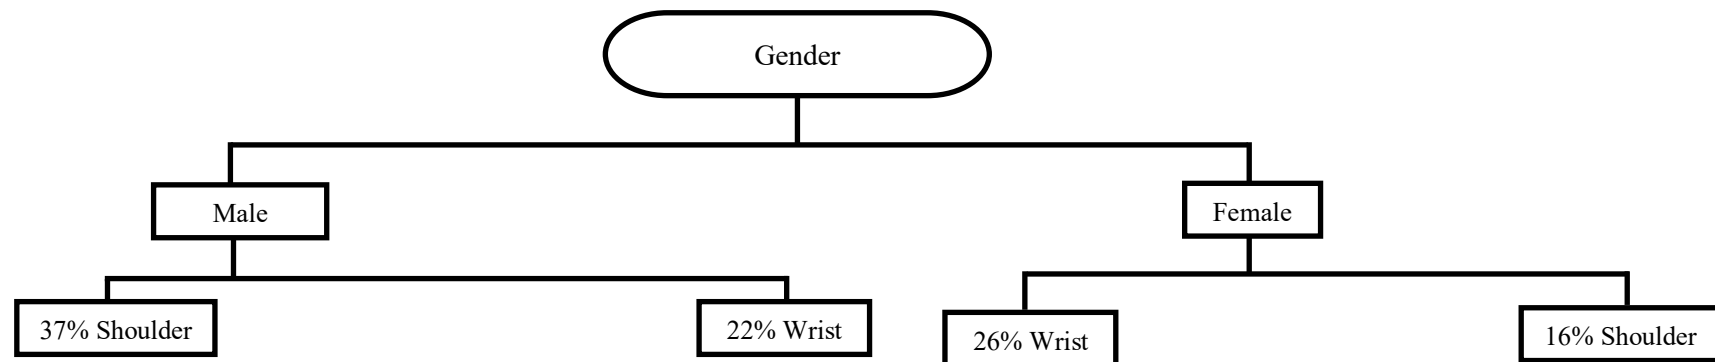 Gender
Male
Female
37% Shoulder
22% Wrist
26% Wrist
16% Shoulder